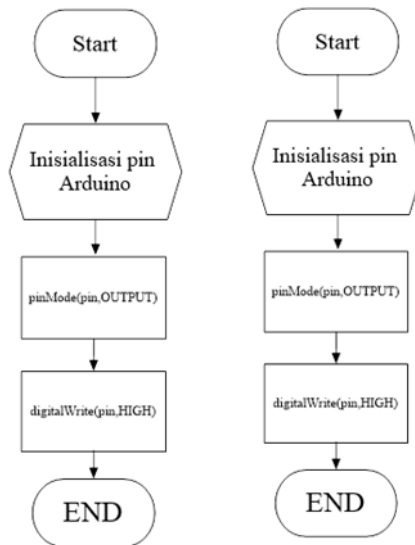 Start
Inisialisasi pin
Arduino
pinMode(pin,OUTPUT)
digitalWrite(pin,HIGH)
END
Start
Inisialisasi pin
Arduino
pinMode(pin,OUTPUT)
digitalWrite(pin,HIGH)
END